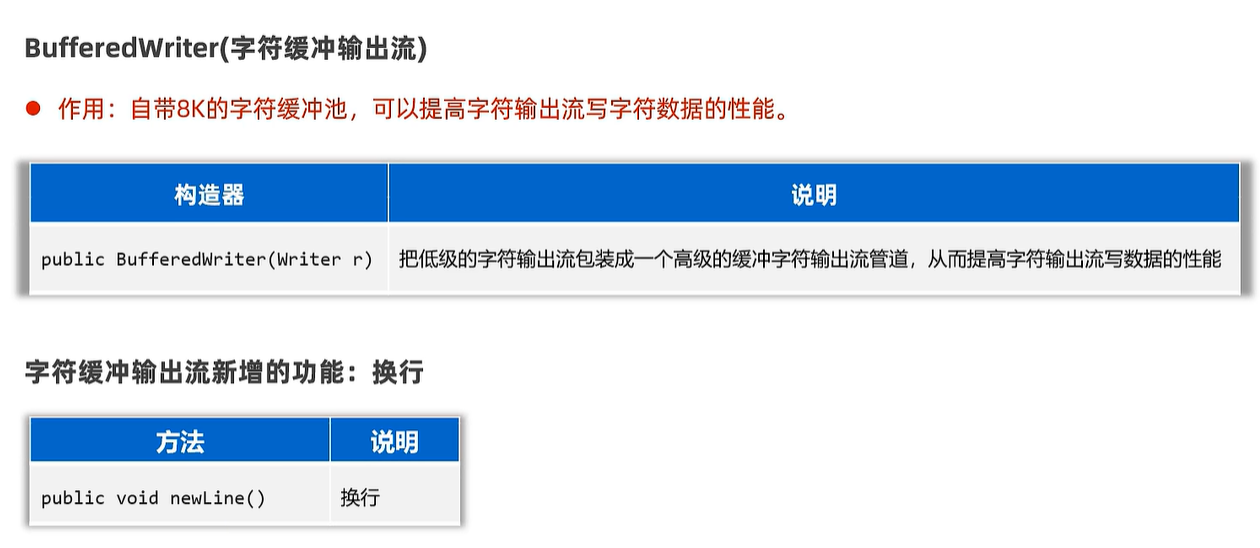 BufferedWriter(字符缓冲输出流)
作用：自带8K的字符缓冲池，可以提高字符输出流写字符数据的性能。
构造器 说明
public BufferedWriter(Writer r) 把低级的字符输出流包装成一个高级的缓冲字符输出流管道，从而提高字符输出流写数据的性能
字符缓冲输出流新增的功能：换行
方法 说明
public void newLine() 换行